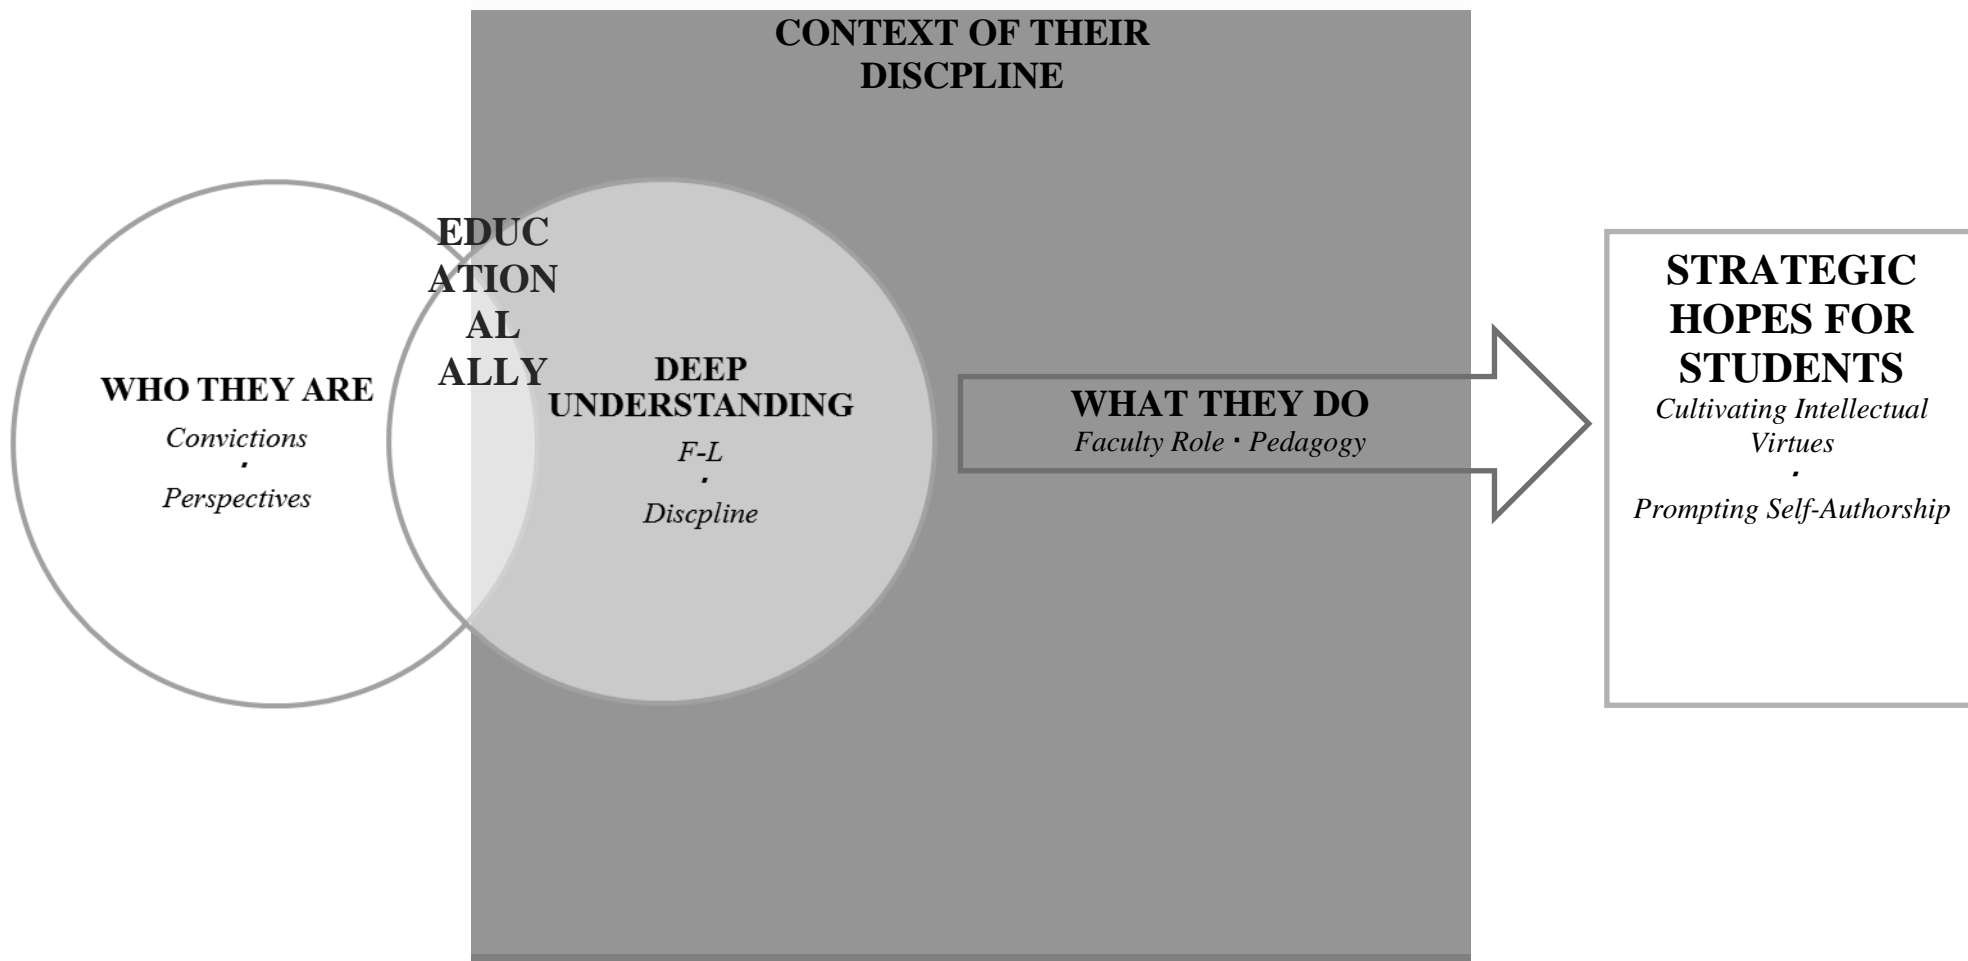 CONTEXT OF THEIR
DISCPLINE
EDUC
ATION
AL
ALLY
WHO THEY ARE
Convictions
·
Perspectives
DEEP
UNDERSTANDING
F-L
·
Discpline
WHAT THEY DO
Faculty Role · Pedagogy
STRATEGIC
HOPES FOR
STUDENTS
Cultivating Intellectual
Virtues
·
Prompting Self-Authorship